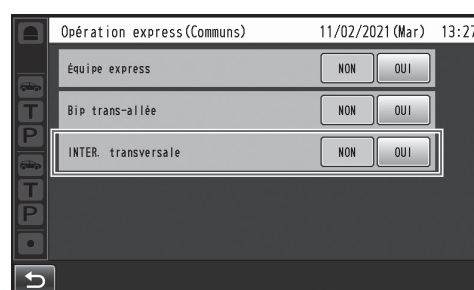 Opération express(Communs) 11/02/2021(Mar) 13:27
Équipe express NON OUI
Bip trans-allée NON OUI
INTER. transversale NON OUI
T
P
T
P